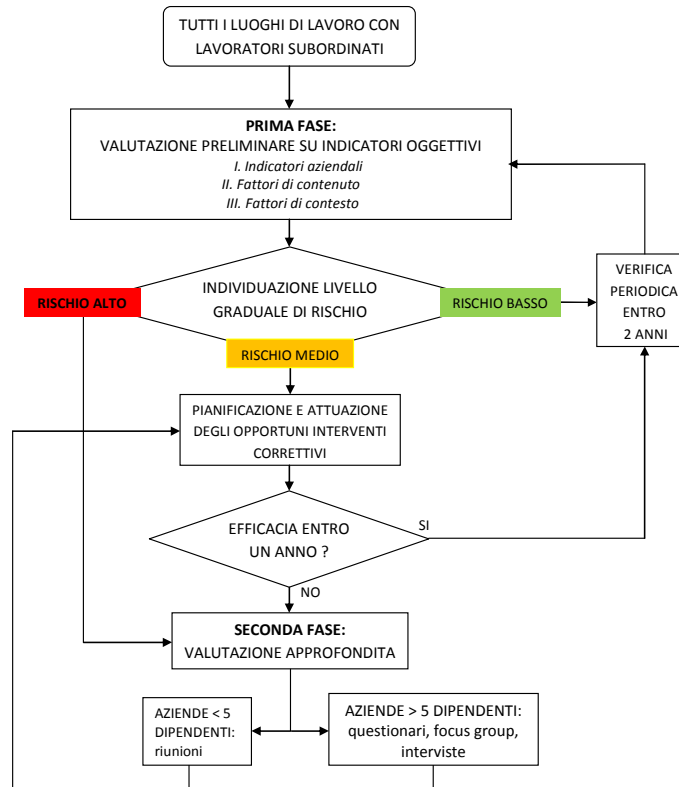 TUTTI I LUOGHI DI LAVORO CON
LAVORATORI SUBORDINATI
PRIMA FASE:
VALUTAZIONE PRELIMINARE SU INDICATORI OGGETTIVI
I. Indicatori aziendali
II. Fattori di contenuto
III. Fattori di contesto
INDIVIDUAZIONE LIVELLO
GRADUALE DI RISCHIO
RISCHIO ALTO
RISCHIO BASSO
RISCHIO MEDIO
VERIFICA
PERIODICA
ENTRO
2 ANNI
PIANIFICAZIONE E ATTUAZIONE
DEGLI OPPORTUNI INTERVENTI
CORRETTIVI
EFFICACIA ENTRO
UN ANNO ?
SI
NO
SECONDA FASE:
VALUTAZIONE APPROFONDITA
AZIENDE < 5
DIPENDENTI:
riunioni
AZIENDE > 5 DIPENDENTI:
questionari, focus group,
interviste